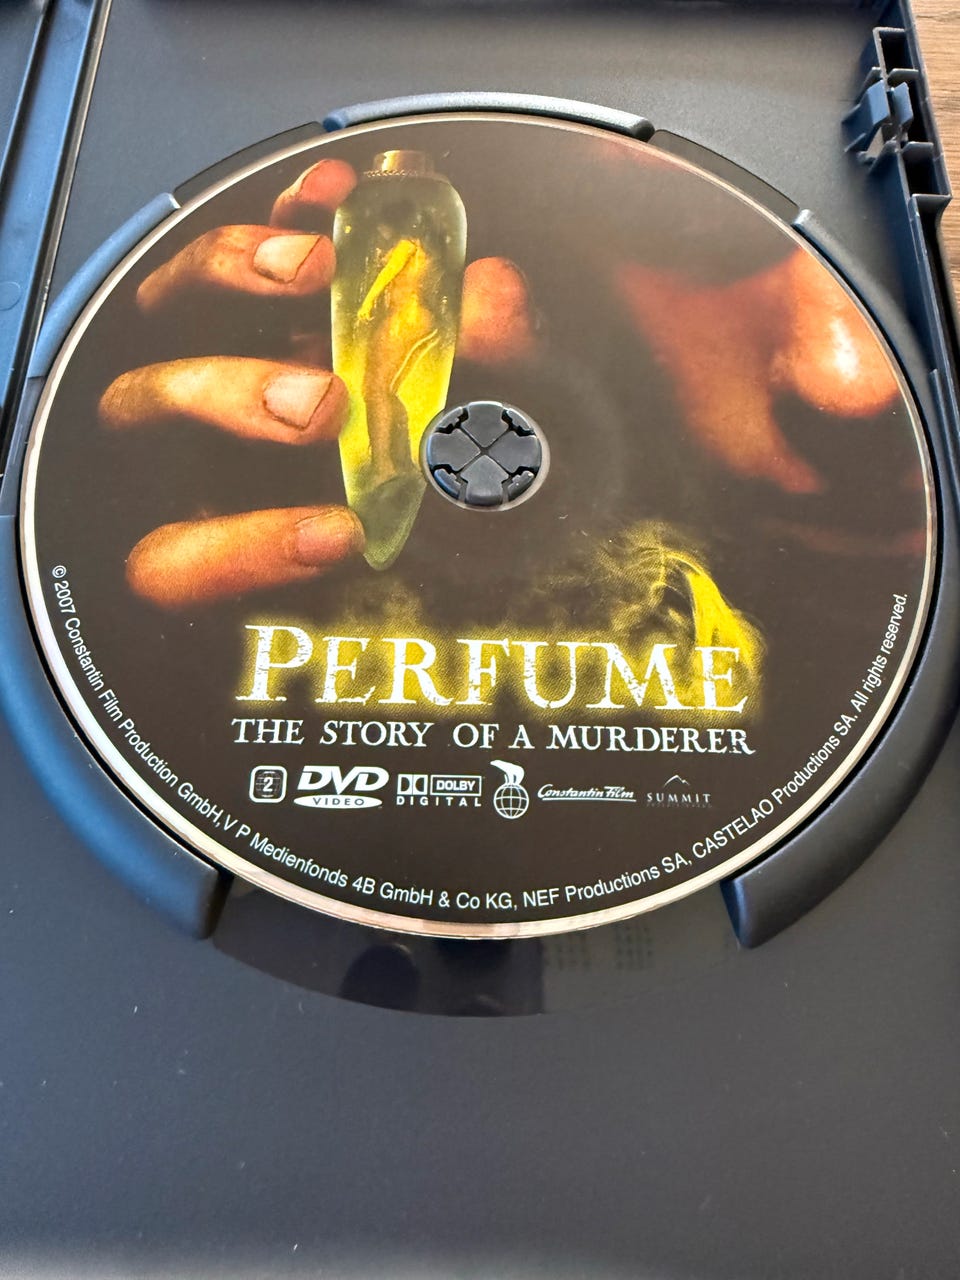 PERFUME
THE STORY OF A MURDERER
2 DVD VIDEO DOLBY DIGITAL Constantin Film SUMMIT
© 2007 Constantin Film Production GmbH,V P Medienfonds 4B GmbH & Co KG, NEF Productions SA, CASTELAO Productions SA. All rights reserved.